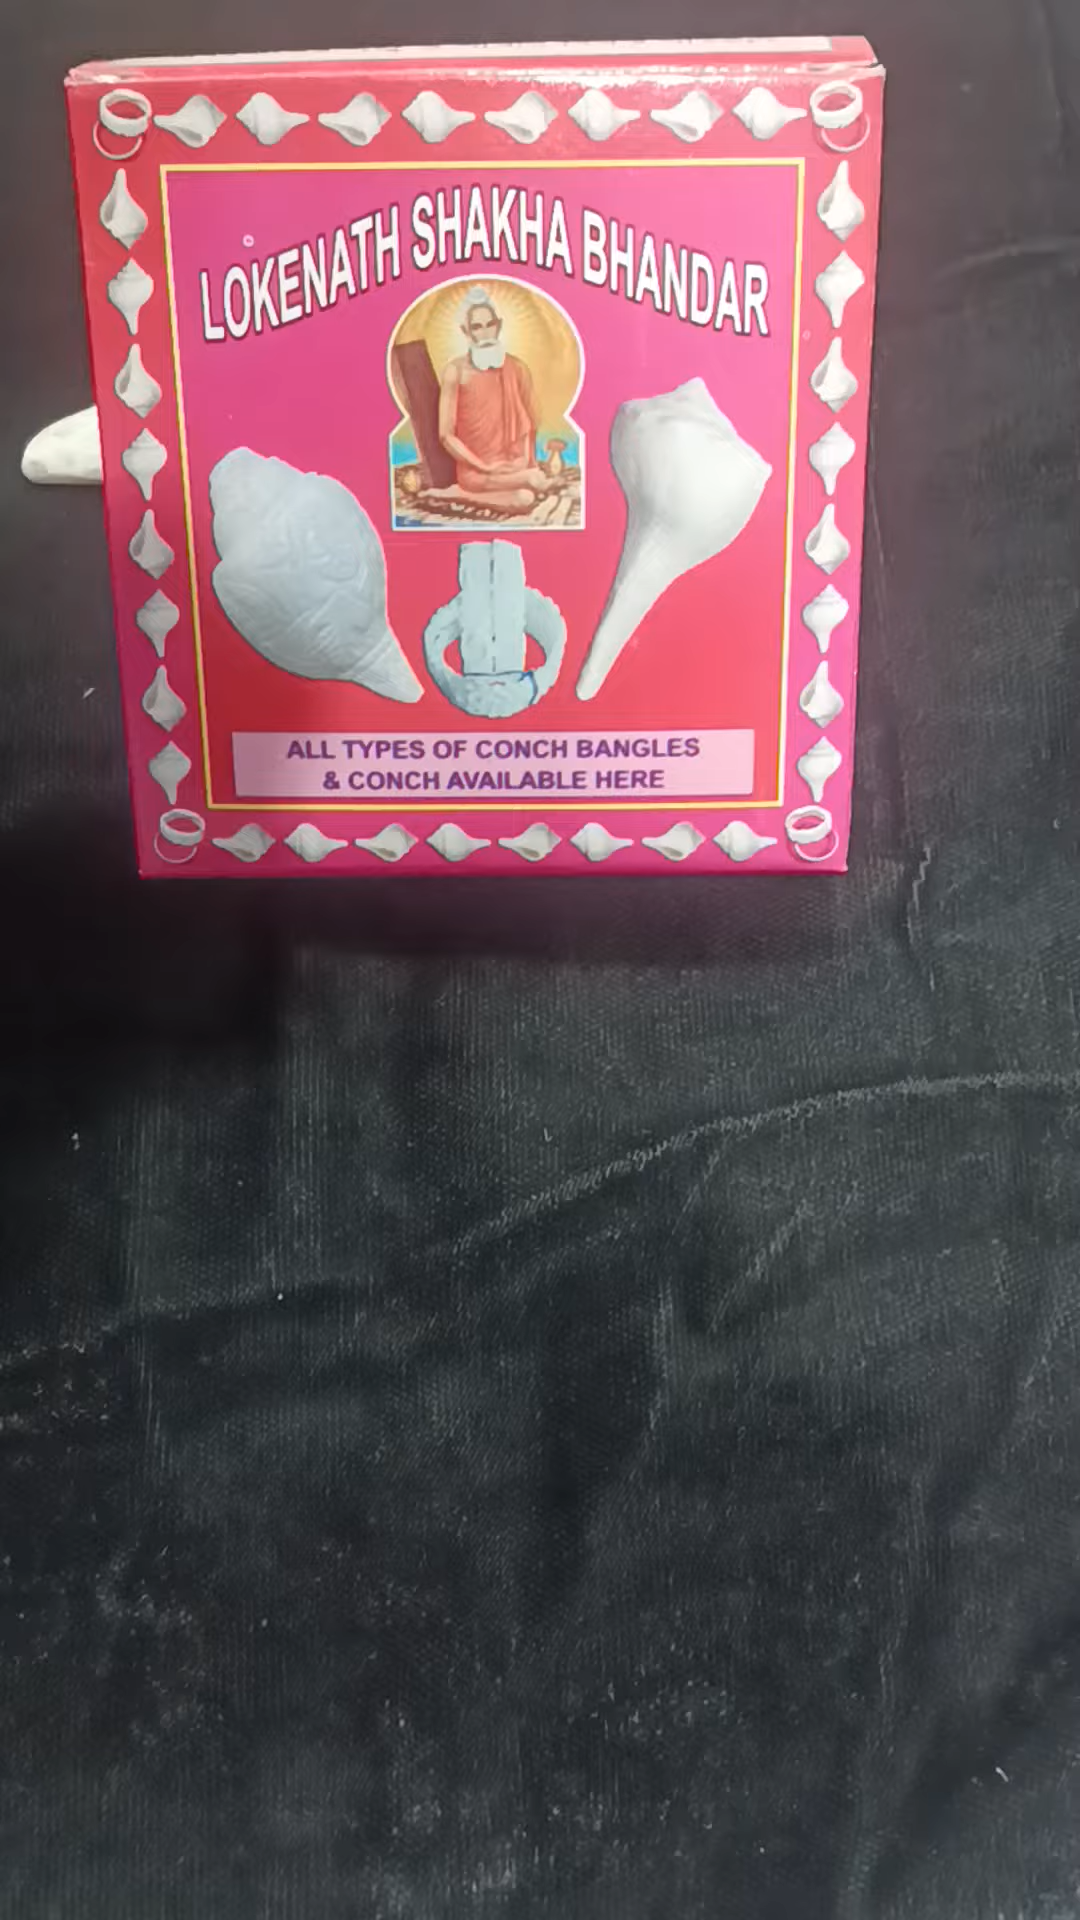 LOKENATH SHAKHA BHANDAR
ALL TYPES OF CONCH BANGLES
& CONCH AVAILABLE HERE